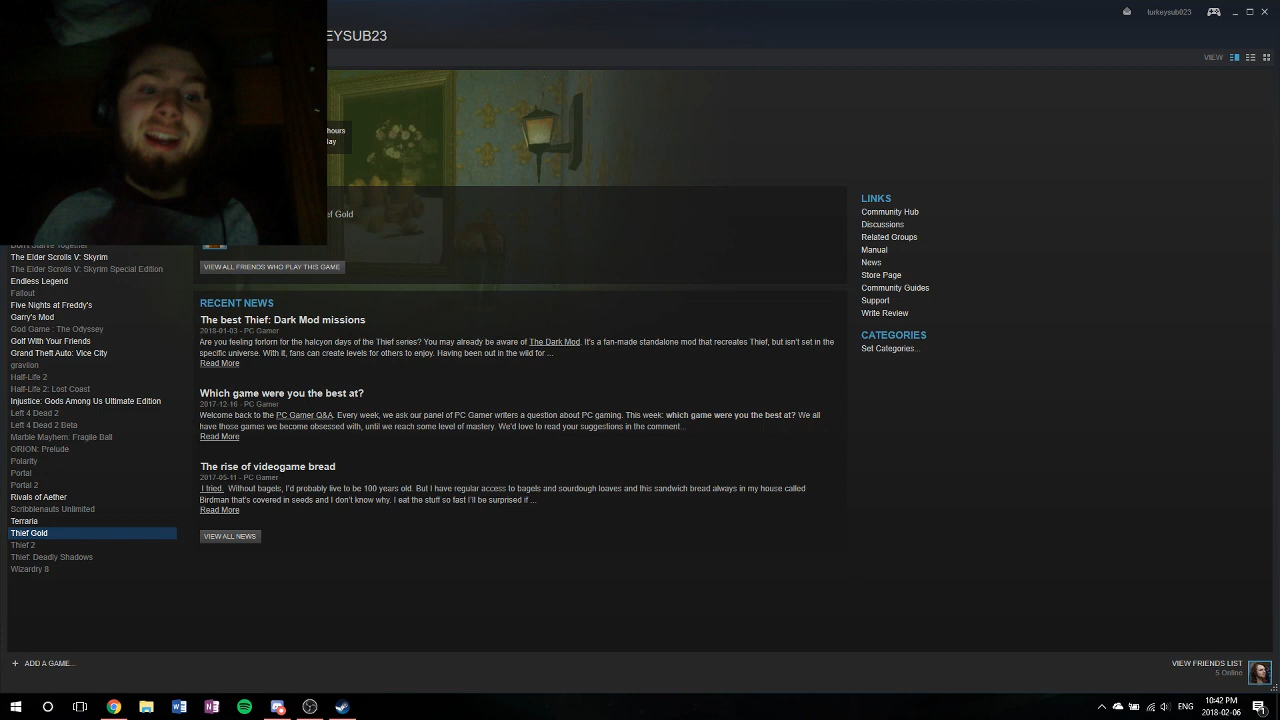 turkeysub023
EYSUB23
VIEW
hours
lay
ef Gold
Don't Starve Together
The Elder Scrolls V: Skyrim
The Elder Scrolls V: Skyrim Special Edition
Endless Legend
Fallout
Five Nights at Freddy's
Garry's Mod
God Game : The Odyssey
Golf With Your Friends
Grand Theft Auto: Vice City
gravilon
Half-Life 2
Half-Life 2: Lost Coast
Injustice: Gods Among Us Ultimate Edition
Left 4 Dead 2
Left 4 Dead 2 Beta
Marble Mayhem: Fragile Ball
ORION: Prelude
Polarity
Portal
Portal 2
Rivals of Aether
Scribblenauts Unlimited
Terraria
Thief Gold
Thief 2
Thief: Deadly Shadows
Wizardry 8
VIEW ALL FRIENDS WHO PLAY THIS GAME
RECENT NEWS
The best Thief: Dark Mod missions
2018-01-03 - PC Gamer
Are you feeling forlorn for the halcyon days of the Thief series? You may already be aware of The Dark Mod. It's a fan-made standalone mod that recreates Thief, but isn't set in the
specific universe. With it, fans can create levels for others to enjoy. Having been out in the wild for ...
Read More
Which game were you the best at?
2017-12-16 - PC Gamer
Welcome back to the PC Gamer Q&A. Every week, we ask our panel of PC Gamer writers a question about PC gaming. This week: which game were you the best at? We all
have those games we become obsessed with, until we reach some level of mastery. We'd love to read your suggestions in the comment...
Read More
The rise of videogame bread
2017-05-11 - PC Gamer
I tried. Without bagels, I'd probably live to be 100 years old. But I have regular access to bagels and sourdough loaves and this sandwich bread always in my house called
Birdman that's covered in seeds and I don't know why. I eat the stuff so fast I'll be surprised if ...
Read More
VIEW ALL NEWS
LINKS
Community Hub
Discussions
Related Groups
Manual
News
Store Page
Community Guides
Support
Write Review
CATEGORIES
Set Categories...
+ ADD A GAME...
VIEW FRIENDS LIST
5 Online
ENG
10:42 PM
2018-02-06
1